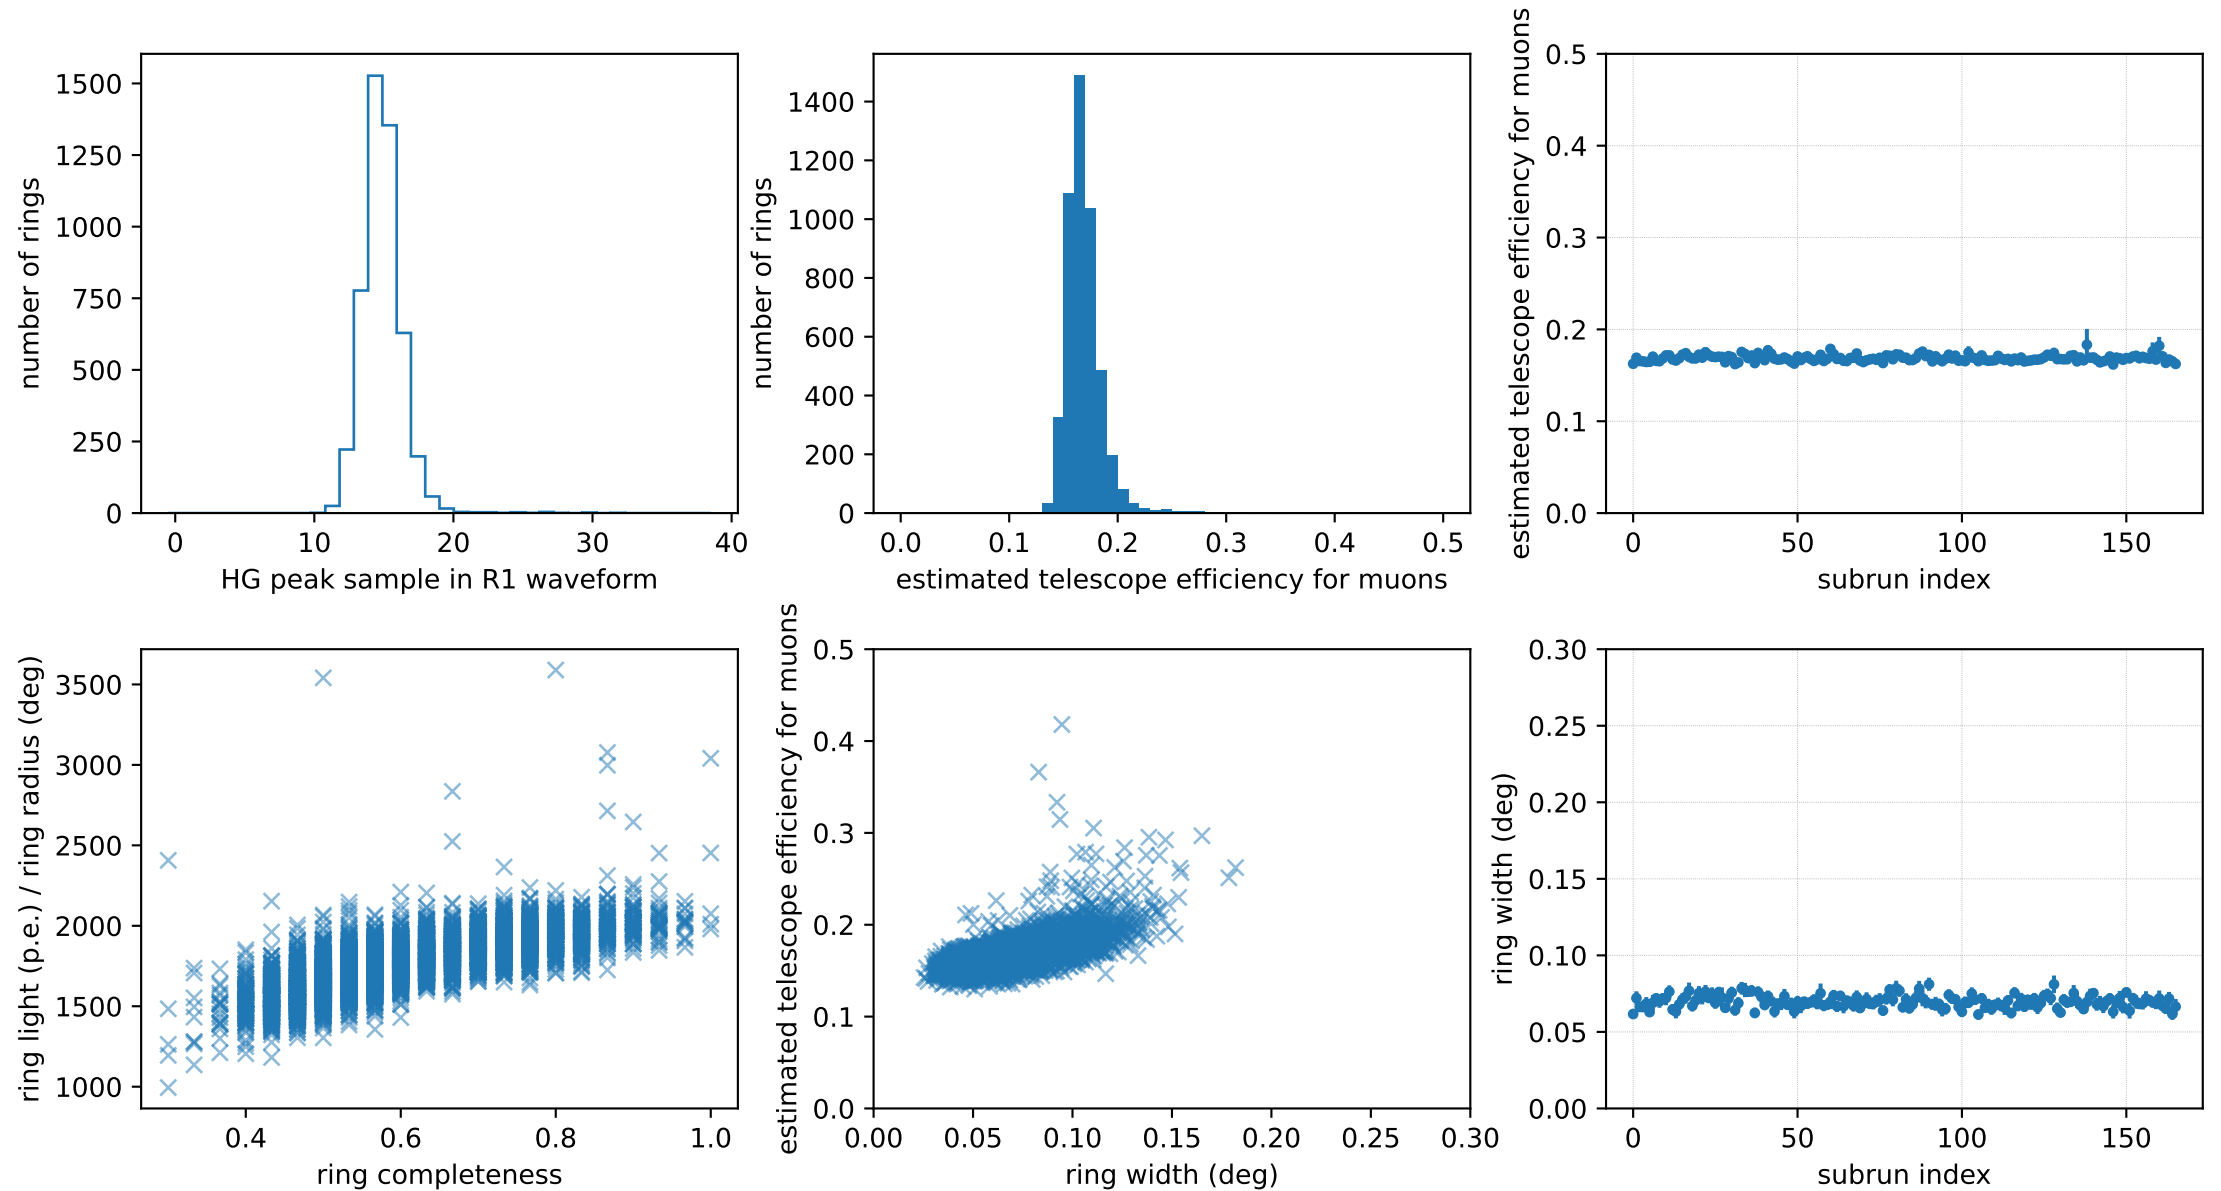 1500
1250
1000
750
500
250
0
0 10 20 30 40
number of rings
HG peak sample in R1 waveform
1400
1200
1000
800
600
400
200
0
0.0 0.1 0.2 0.3 0.4 0.5
number of rings
estimated telescope efficiency for muons
0.5
0.4
0.3
0.2
0.1
0.0
0 50 100 150
estimated telescope efficiency for muons
subrun index
3500
3000
2500
2000
1500
1000
0.4 0.6 0.8 1.0
ring light (p.e.) / ring radius (deg)
ring completeness
0.5
0.4
0.3
0.2
0.1
0.0
0.00 0.05 0.10 0.15 0.20 0.25 0.30
estimated telescope efficiency for muons
ring width (deg)
0.30
0.25
0.20
0.15
0.10
0.05
0.00
0 50 100 150
ring width (deg)
subrun index